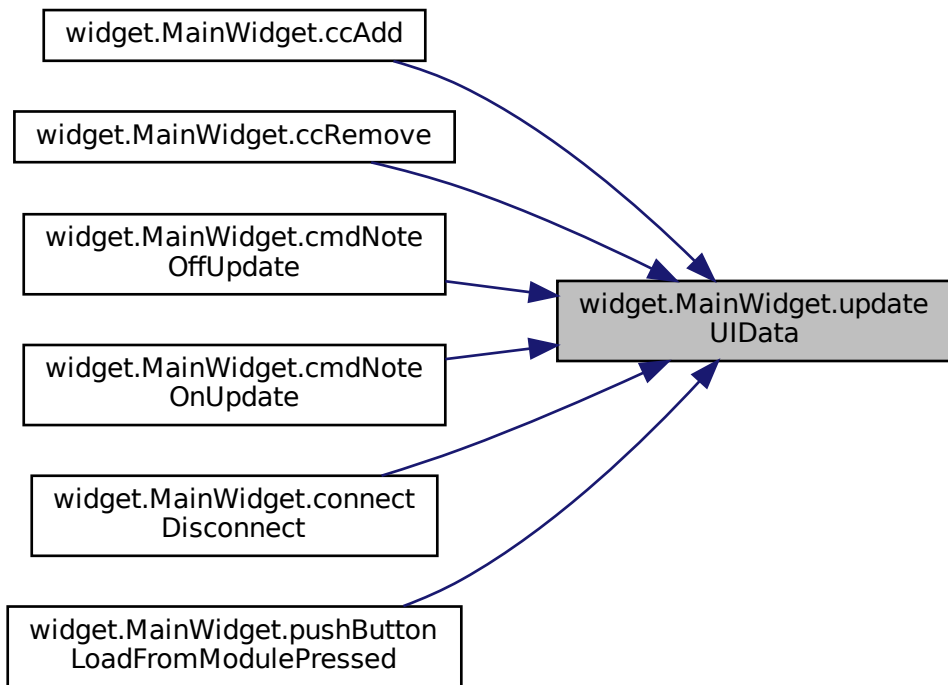 widget.MainWidget.ccAdd
widget.MainWidget.ccRemove
widget.MainWidget.cmdNote
OffUpdate
widget.MainWidget.update
UIData
widget.MainWidget.cmdNote
OnUpdate
widget.MainWidget.connect
Disconnect
widget.MainWidget.pushButton
LoadFromModulePressed